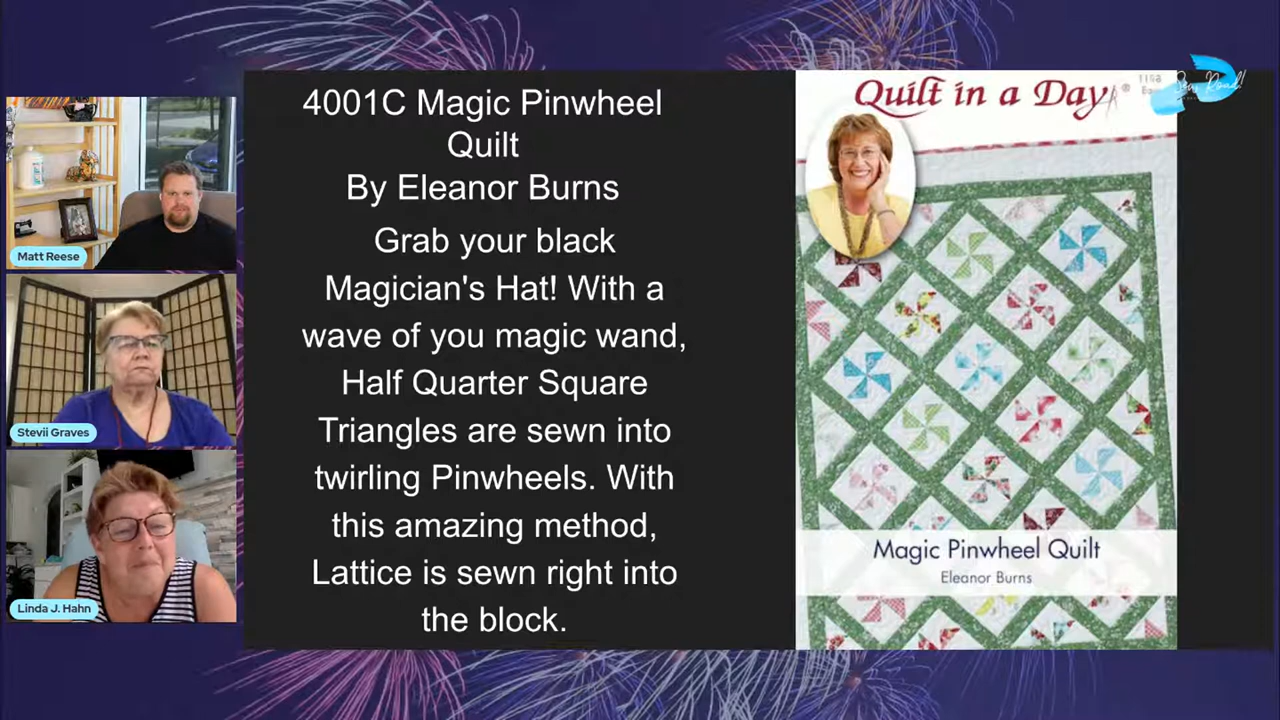 4001C Magic Pinwheel
Quilt
By Eleanor Burns
Grab your black
Magician's Hat! With a
wave of you magic wand,
Half Quarter Square
Triangles are sewn into
twirling Pinwheels. With
this amazing method,
Lattice is sewn right into
the block.
Quilt in a Day®
Magic Pinwheel Quilt
Eleanor Burns
Matt Reese
Stevii Graves
Linda J. Hahn